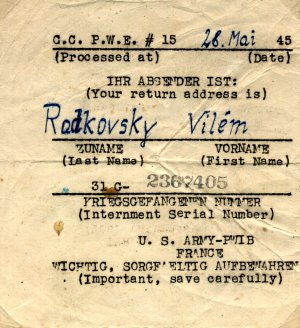 C.C. P.W.E. # 15 28. Mai 45
(Processed at) (Date)
IHR ABSENDER IST:
(Your return address is)
Radkovsky Vilém
ZUNAME VORNAME
(Last Name) (First Name)
31 G- 2367405
KRIEGSGEFANGENEN NUMMER
(Internment Serial Number)
U. S. ARMY-PWIB
FRANCE
WICHTIG, SORGFAELTIG AUFBEWAHREN
(Important, save carefully)